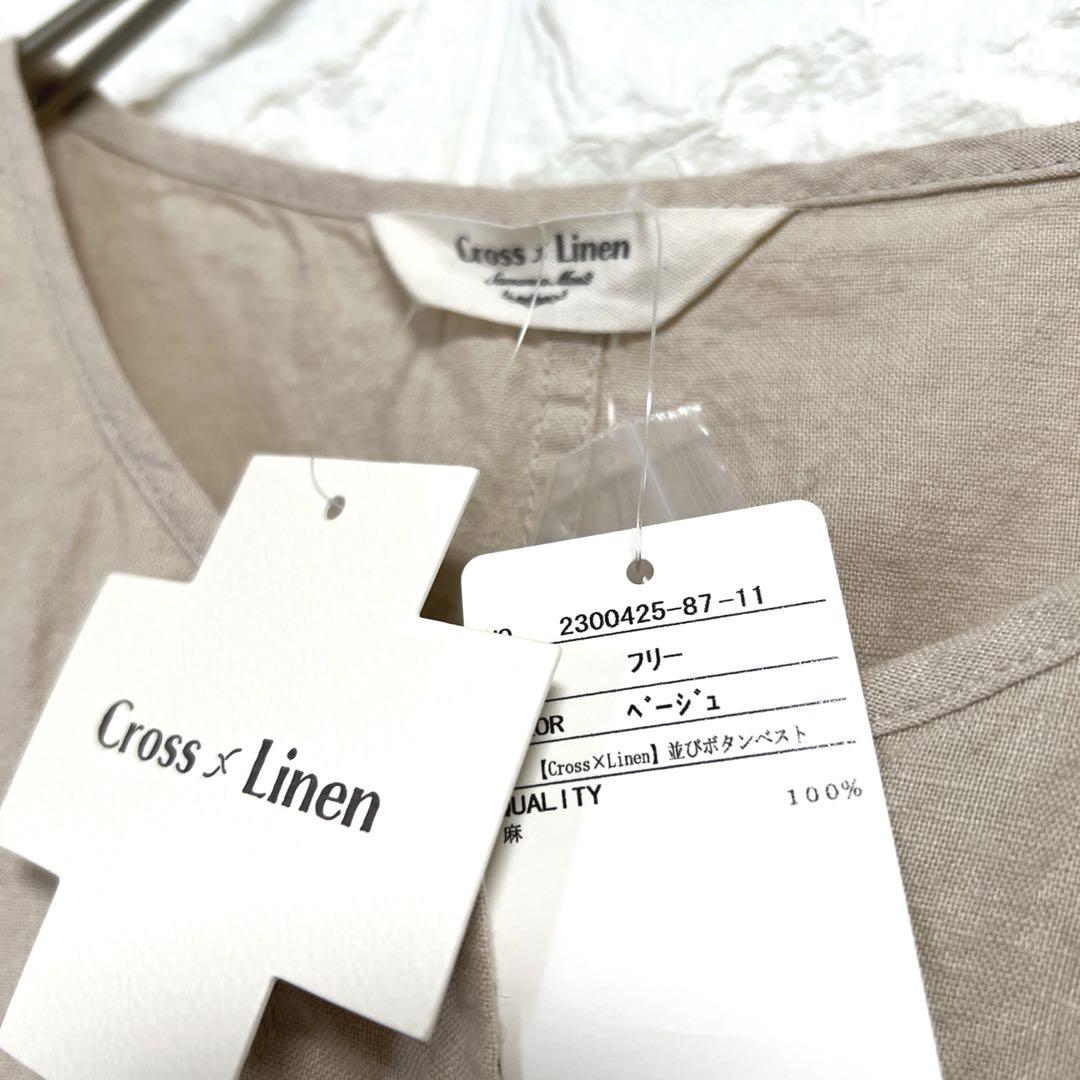 Cross x Linen
2300425-87-11
フリー
OR ベージュ
【Cross×Linen】並びボタンベスト
UALITY 100%
麻
Cross x Linen